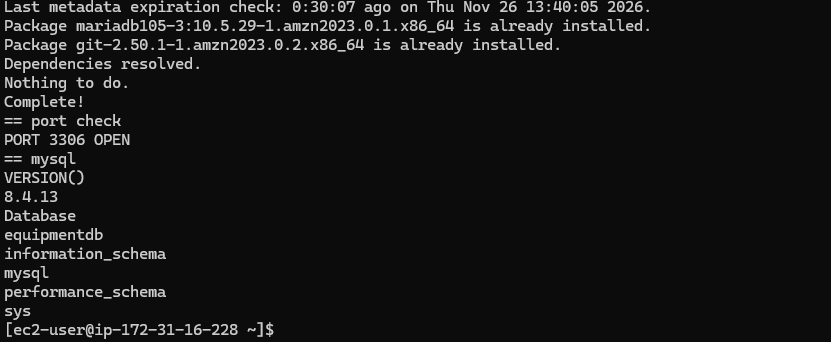 Last metadata expiration check: 0:30:07 ago on Thu Nov 26 13:40:05 2026.
Package mariadb105-3:10.5.29-1.amzn2023.0.1.x86_64 is already installed.
Package git-2.50.1-1.amzn2023.0.2.x86_64 is already installed.
Dependencies resolved.
Nothing to do.
Complete!
== port check
PORT 3306 OPEN
== mysql
VERSION()
8.4.13
Database
equipmentdb
information_schema
mysql
performance_schema
sys
[ec2-user@ip-172-31-16-228 ~]$